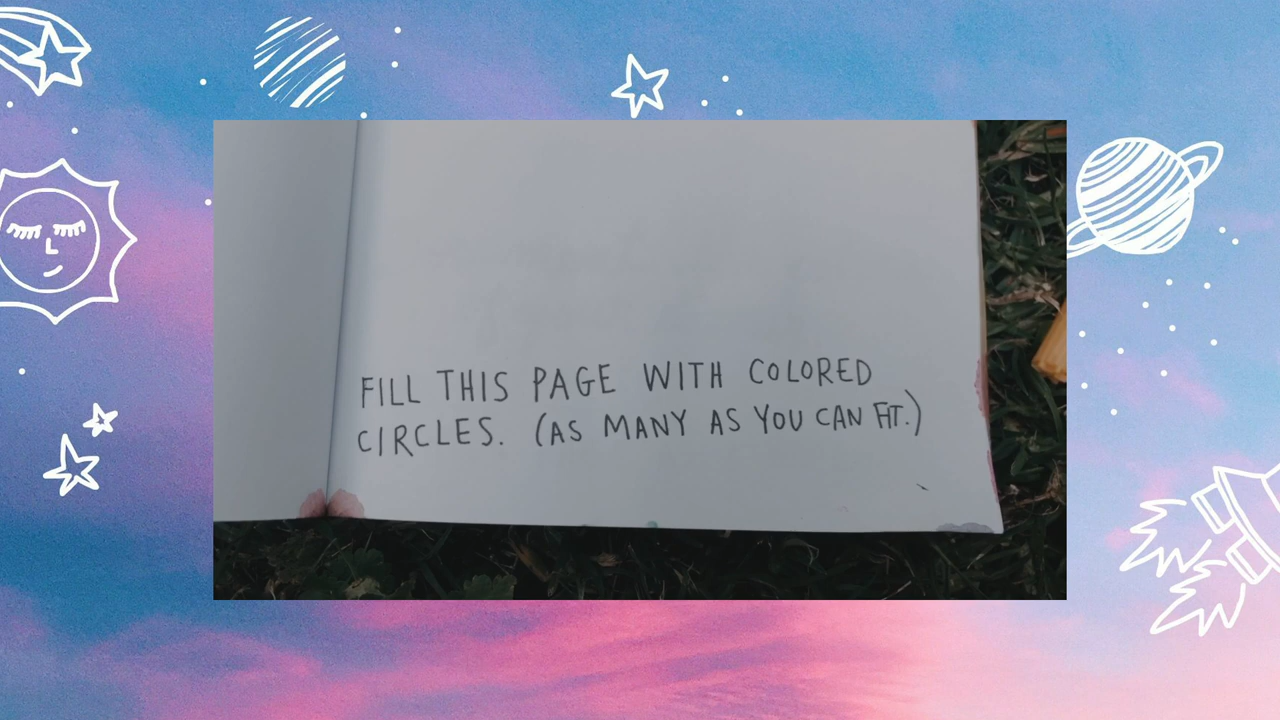 FILL THIS PAGE WITH COLORED
CIRCLES. (AS MANY AS YOU CAN FIT.)